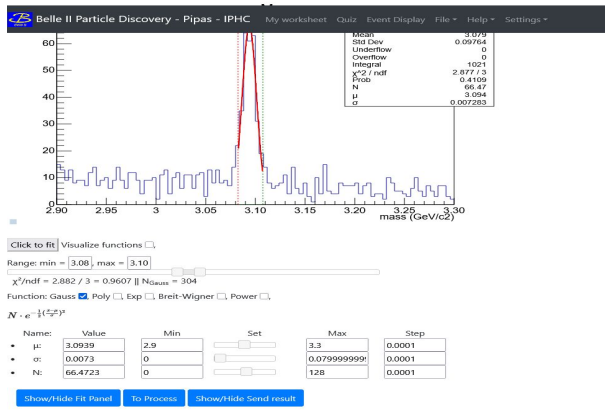 Belle II Particle Discovery - Pipas - IPHC My worksheet Quiz Event Display File Help Settings
Mean 3.079
Std Dev 0.09764
Underflow 0
Overflow 0
Integral 1021
χ^2 / ndf 2.877 / 3
Prob 0.4109
N 66.47
μ 3.094
σ 0.007283
60
50
40
30
20
10
0
2.90 2.95 3 3.05 3.10 3.15 3.20 3.25 3.30
mass (GeV/c2)
Click to fit Visualize functions ,
Range: min = 3.08 , max = 3.10
χ²/ndf = 2.882 / 3 = 0.9607 || NGauss = 304
Function: Gauss , Poly , Exp , Breit-Wigner , Power ,
Name: Value Min Set Max Step
• μ: 3.0939 2.9 3.3 0.0001
• σ: 0.0073 0 0.079999999 0.0001
• N: 66.4723 0 128 0.0001
Show/Hide Fit Panel To Process Show/Hide Send result